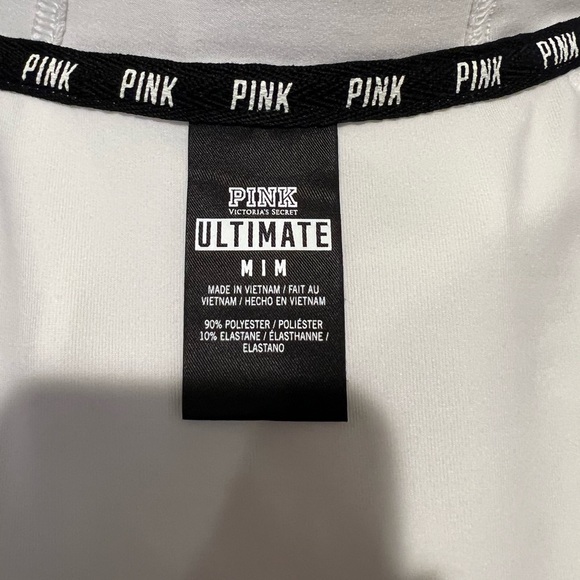 PINK PINK PINK PINK PINK PINK
PINK
VICTORIA'S SECRET
ULTIMATE
M | M
MADE IN VIETNAM / FAIT AU
VIETNAM / HECHO EN VIETNAM
90% POLYESTER / POLIÉSTER
10% ELASTANE / ÉLASTHANNE /
ELASTANO